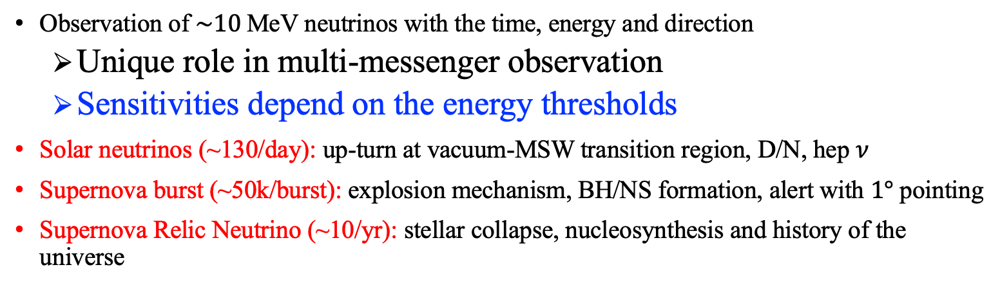 • Observation of ~10 MeV neutrinos with the time, energy and direction
➢ Unique role in multi-messenger observation
➢ Sensitivities depend on the energy thresholds
• Solar neutrinos (~130/day): up-turn at vacuum-MSW transition region, D/N, hep ν
• Supernova burst (~50k/burst): explosion mechanism, BH/NS formation, alert with 1° pointing
• Supernova Relic Neutrino (~10/yr): stellar collapse, nucleosynthesis and history of the
universe